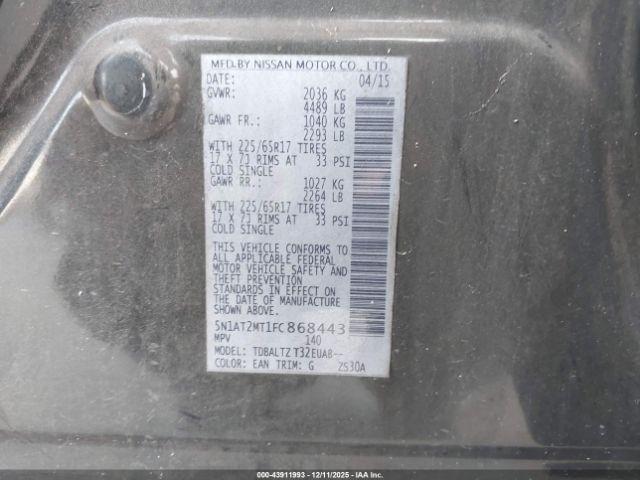 MFD.BY NISSAN MOTOR CO., LTD.
DATE: 04/15
GVWR: 2036 KG
4489 LB
GAWR FR.: 1040 KG
2293 LB
WITH 225/65R17 TIRES
17 X 7J RIMS AT 33 PSI
COLD SINGLE
GAWR RR.: 1027 KG
2264 LB
WITH 225/65R17 TIRES
17 X 7J RIMS AT 33 PSI
COLD SINGLE
THIS VEHICLE CONFORMS TO
ALL APPLICABLE FEDERAL
MOTOR VEHICLE SAFETY AND
THEFT PREVENTION
STANDARDS IN EFFECT ON
THE DATE OF MANUFACTURE
SHOWN ABOVE.
5N1AT2MT1FC868443
MPV 140
MODEL: TDBALTZ T32EUA8--
COLOR: EAN TRIM: G ZS30A
000-43911993 - 12/11/2025 - IAAI.ca